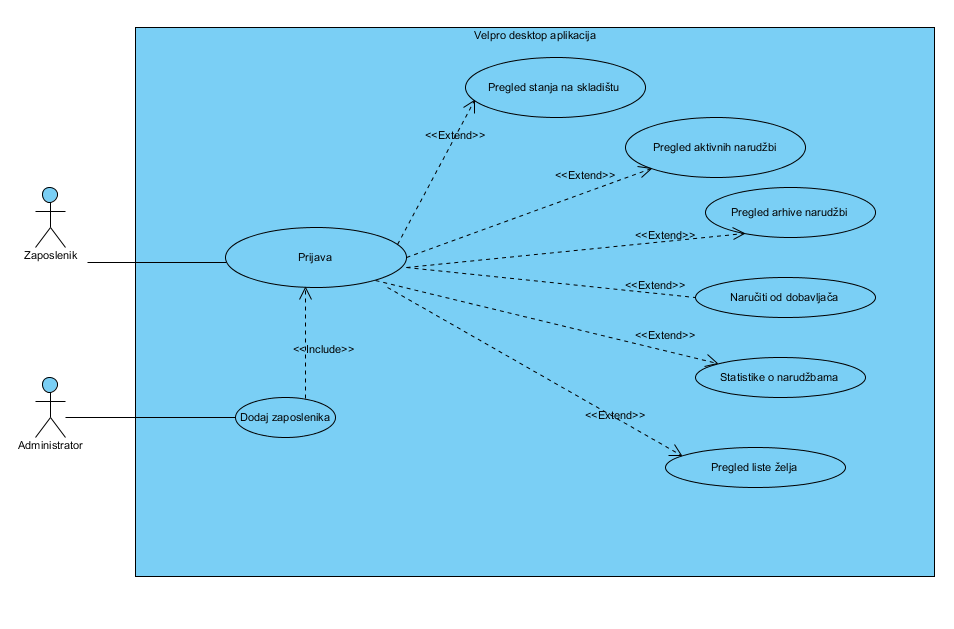 Velpro desktop aplikacija
Pregled stanja na skladištu
<<Extend>>
Pregled aktivnih narudžbi
<<Extend>>
Pregled arhive narudžbi
<<Extend>>
Zaposlenik
Prijava
<<Extend>>
Naručiti od dobavljača
<<Extend>>
<<Include>>
Statistike o narudžbama
<<Extend>>
Dodaj zaposlenika
Administrator
Pregled liste želja